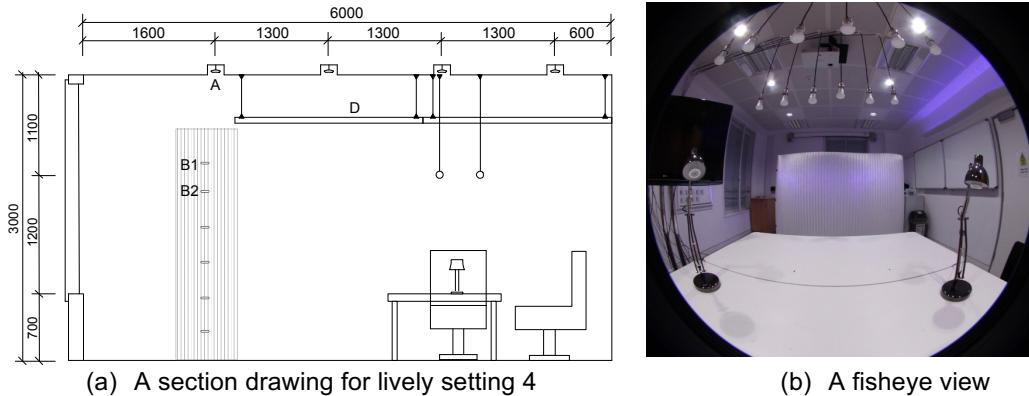 6000
1600 1300 1300 1300 600
A
D
1100
B1
B2
3000
1200
700
(a) A section drawing for lively setting 4
(b) A fisheye view